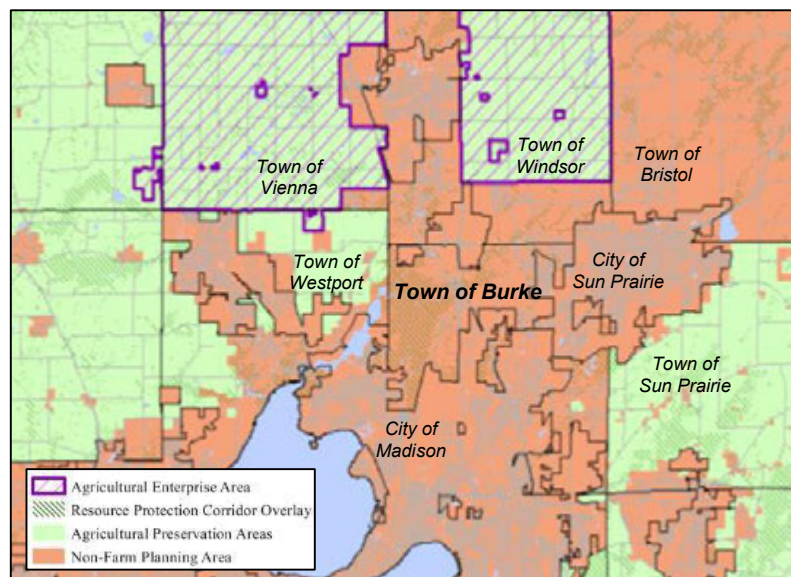 Town of
Vienna
Town of
Windsor
Town of
Bristol
Town of
Westport
Town of Burke
City of
Sun Prairie
Town of
Sun Prairie
City of
Madison
Agricultural Enterprise Area
Resource Protection Corridor Overlay
Agricultural Preservation Areas
Non-Farm Planning Area